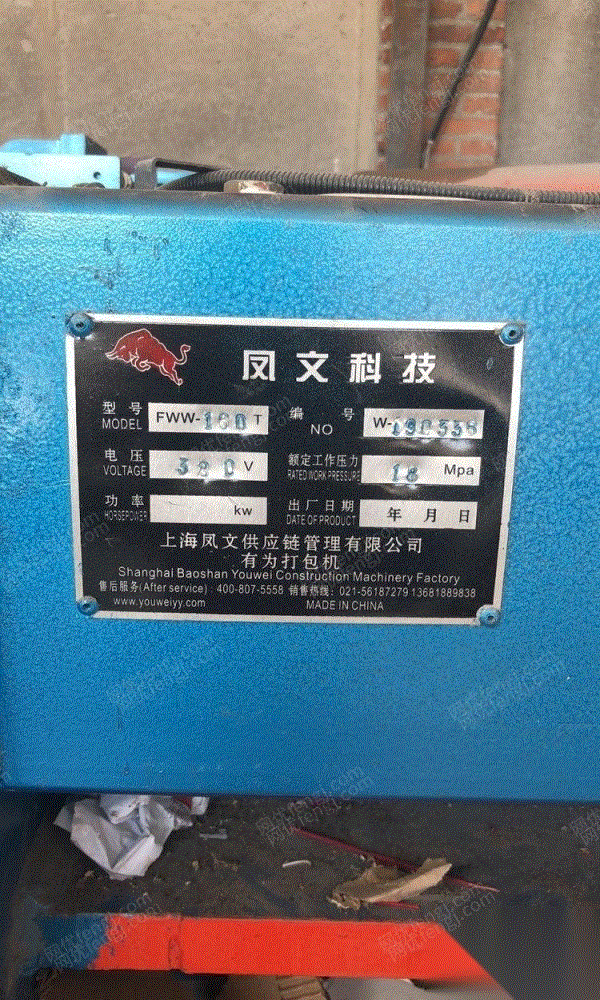 凤文科技
型号 MODEL FWW-160T 编号 NO W-190338
电压 VOLTAGE 380V 额定工作压力 RATED WORK PRESSURE 18 Mpa
功率 HORSEPOWER kw 出厂日期 DATE OF PRODUCT 年 月 日
上海凤文供应链管理有限公司
有为打包机
Shanghai Baoshan Youwei Construction Machinery Factory
售后服务(After service): 400-807-5558 销售热线: 021-56187279 13681889838
www.youweiyy.com MADE IN CHINA